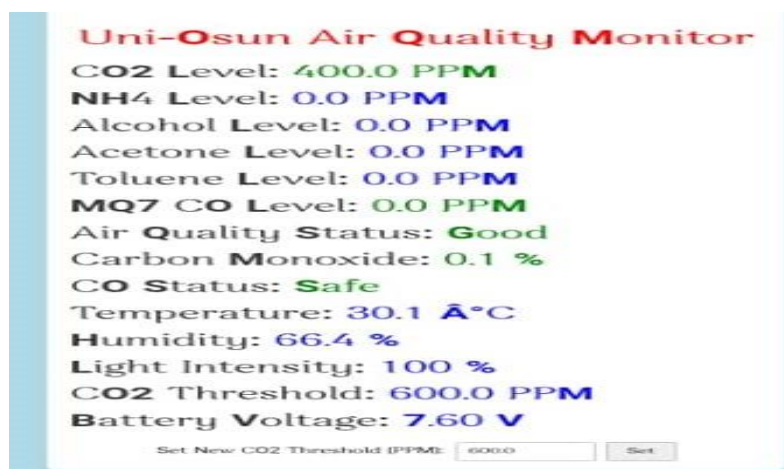 Uni-Osun Air Quality Monitor
CO2 Level: 400.0 PPM
NH4 Level: 0.0 PPM
Alcohol Level: 0.0 PPM
Acetone Level: 0.0 PPM
Toluene Level: 0.0 PPM
MQ7 CO Level: 0.0 PPM
Air Quality Status: Good
Carbon Monoxide: 0.1 %
CO Status: Safe
Temperature: 30.1 Â°C
Humidity: 66.4 %
Light Intensity: 100 %
CO2 Threshold: 600.0 PPM
Battery Voltage: 7.60 V
Set New CO2 Threshold (PPM): 600.0 Set